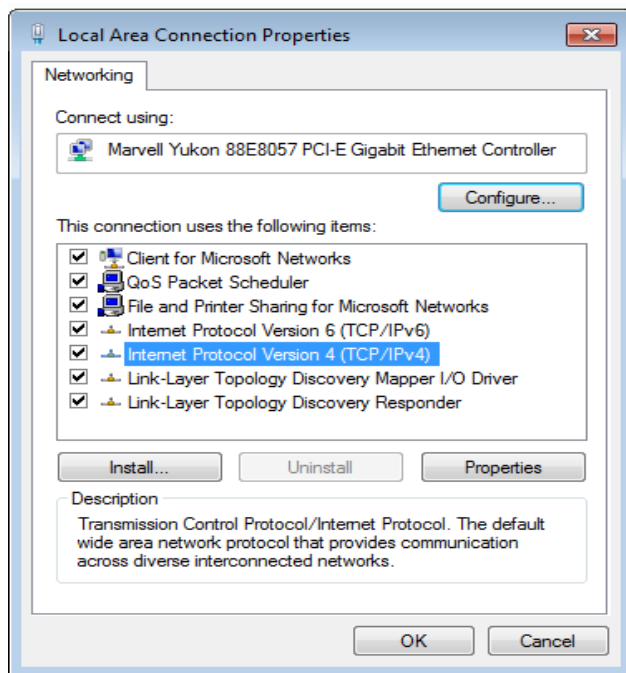 Local Area Connection Properties
Networking
Connect using:
Marvell Yukon 88E8057 PCI-E Gigabit Ethernet Controller
Configure...
This connection uses the following items:
Client for Microsoft Networks
QoS Packet Scheduler
File and Printer Sharing for Microsoft Networks
Internet Protocol Version 6 (TCP/IPv6)
Internet Protocol Version 4 (TCP/IPv4)
Link-Layer Topology Discovery Mapper I/O Driver
Link-Layer Topology Discovery Responder
Install... Uninstall Properties
Description
Transmission Control Protocol/Internet Protocol. The default
wide area network protocol that provides communication
across diverse interconnected networks.
OK Cancel